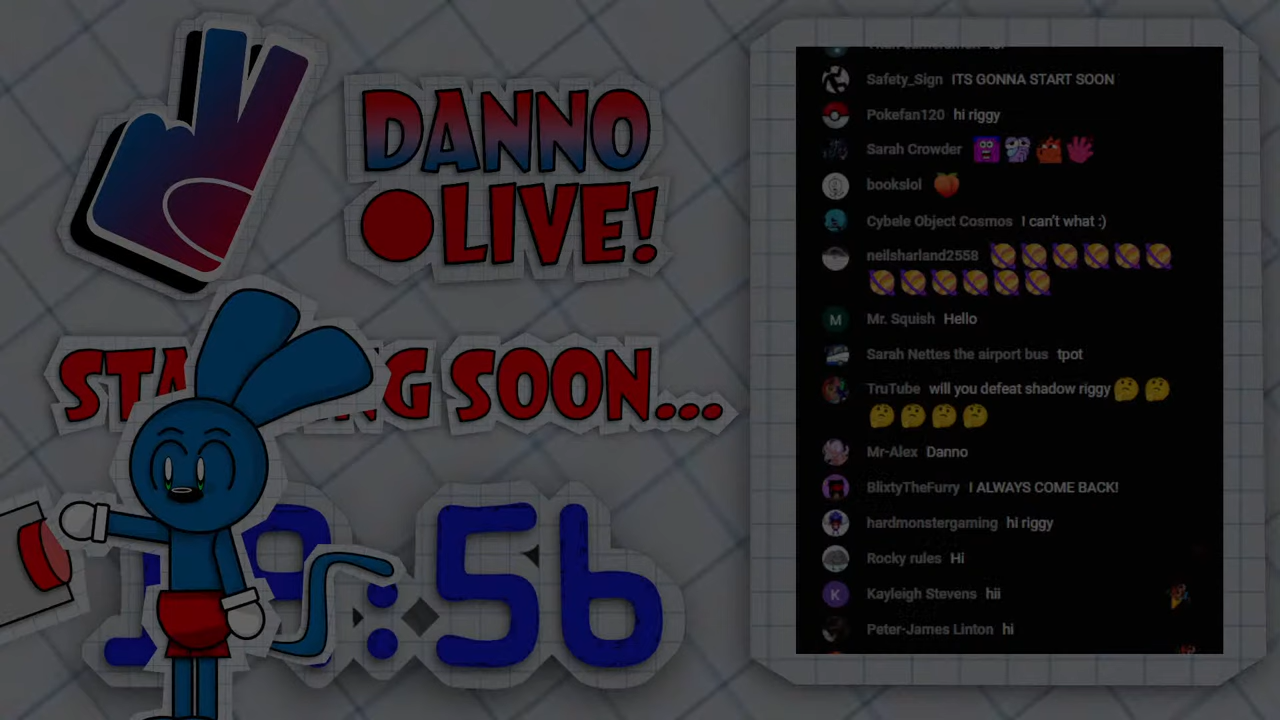 DANNO
LIVE!
STARTING SOON...
19:56
Safety_Sign ITS GONNA START SOON
Pokefan120 hi riggy
Sarah Crowder
bookslol 🍑
Cybele Object Cosmos I can't what :)
neilsharland2558 🪐🪐🪐🪐🪐🪐
🪐🪐🪐🪐🪐🪐
M Mr. Squish Hello
Sarah Nettes the airport bus tpot
TruTube will you defeat shadow riggy 🤔🤔
🤔🤔🤔🤔
Mr-Alex Danno
BlixtyTheFurry I ALWAYS COME BACK!
hardmonstergaming hi riggy
Rocky rules Hi
K Kayleigh Stevens hii
Peter-James Linton hi